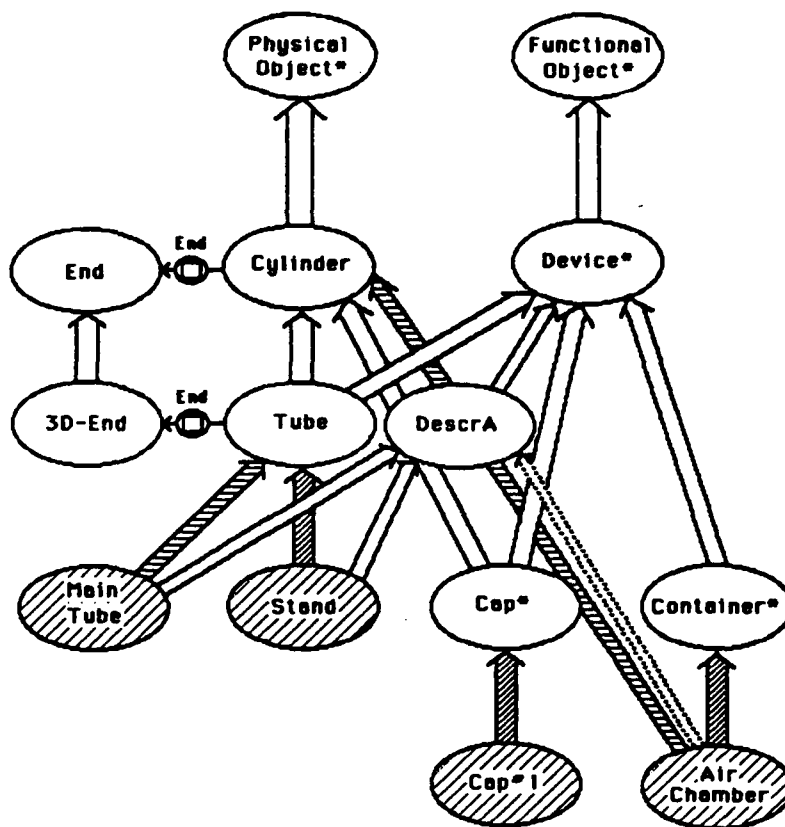 Physical
Object*
Functional
Object*
End
End
Cylinder
Device*
3D-End
End
Tube
DescrA
Main
Tube
Stand
Cap*
Container*
Cap#1
Air
Chamber